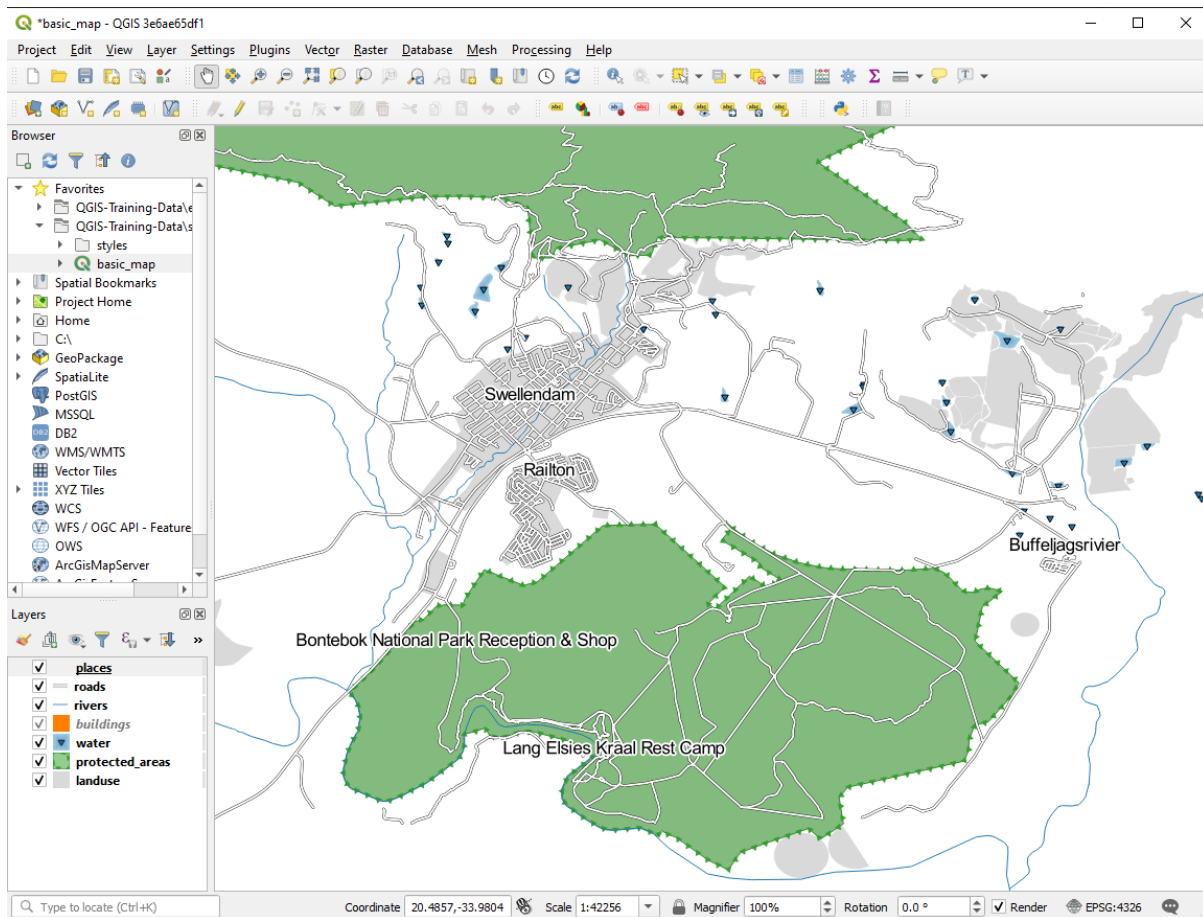 *basic_map - QGIS 3e6ae65df1
Project Edit View Layer Settings Plugins Vector Raster Database Mesh Processing Help
Browser
Favorites
QGIS-Training-Data\e
QGIS-Training-Data\s
styles
basic_map
Spatial Bookmarks
Project Home
Home
C:\
GeoPackage
SpatiaLite
PostGIS
MSSQL
DB2
WMS/WMTS
Vector Tiles
XYZ Tiles
WCS
WFS / OGC API - Feature
OWS
ArcGisMapServer
Layers
places
roads
rivers
buildings
water
protected_areas
landuse
Swellendam
Railton
Buffeljagsrivier
Bontebok National Park Reception & Shop
Lang Elsies Kraal Rest Camp
Type to locate (Ctrl+K) Coordinate 20.4857,-33.9804 Scale 1:42256 Magnifier 100% Rotation 0.0 ° Render EPSG:4326